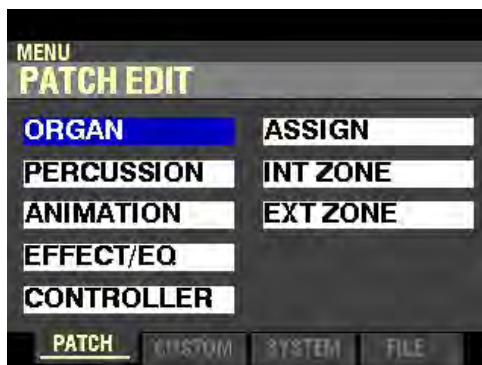 MENU
PATCH EDIT
ORGAN
PERCUSSION
ANIMATION
EFFECT/EQ
CONTROLLER
ASSIGN
INT ZONE
EXT ZONE
PATCH CUSTOM SYSTEM FILE